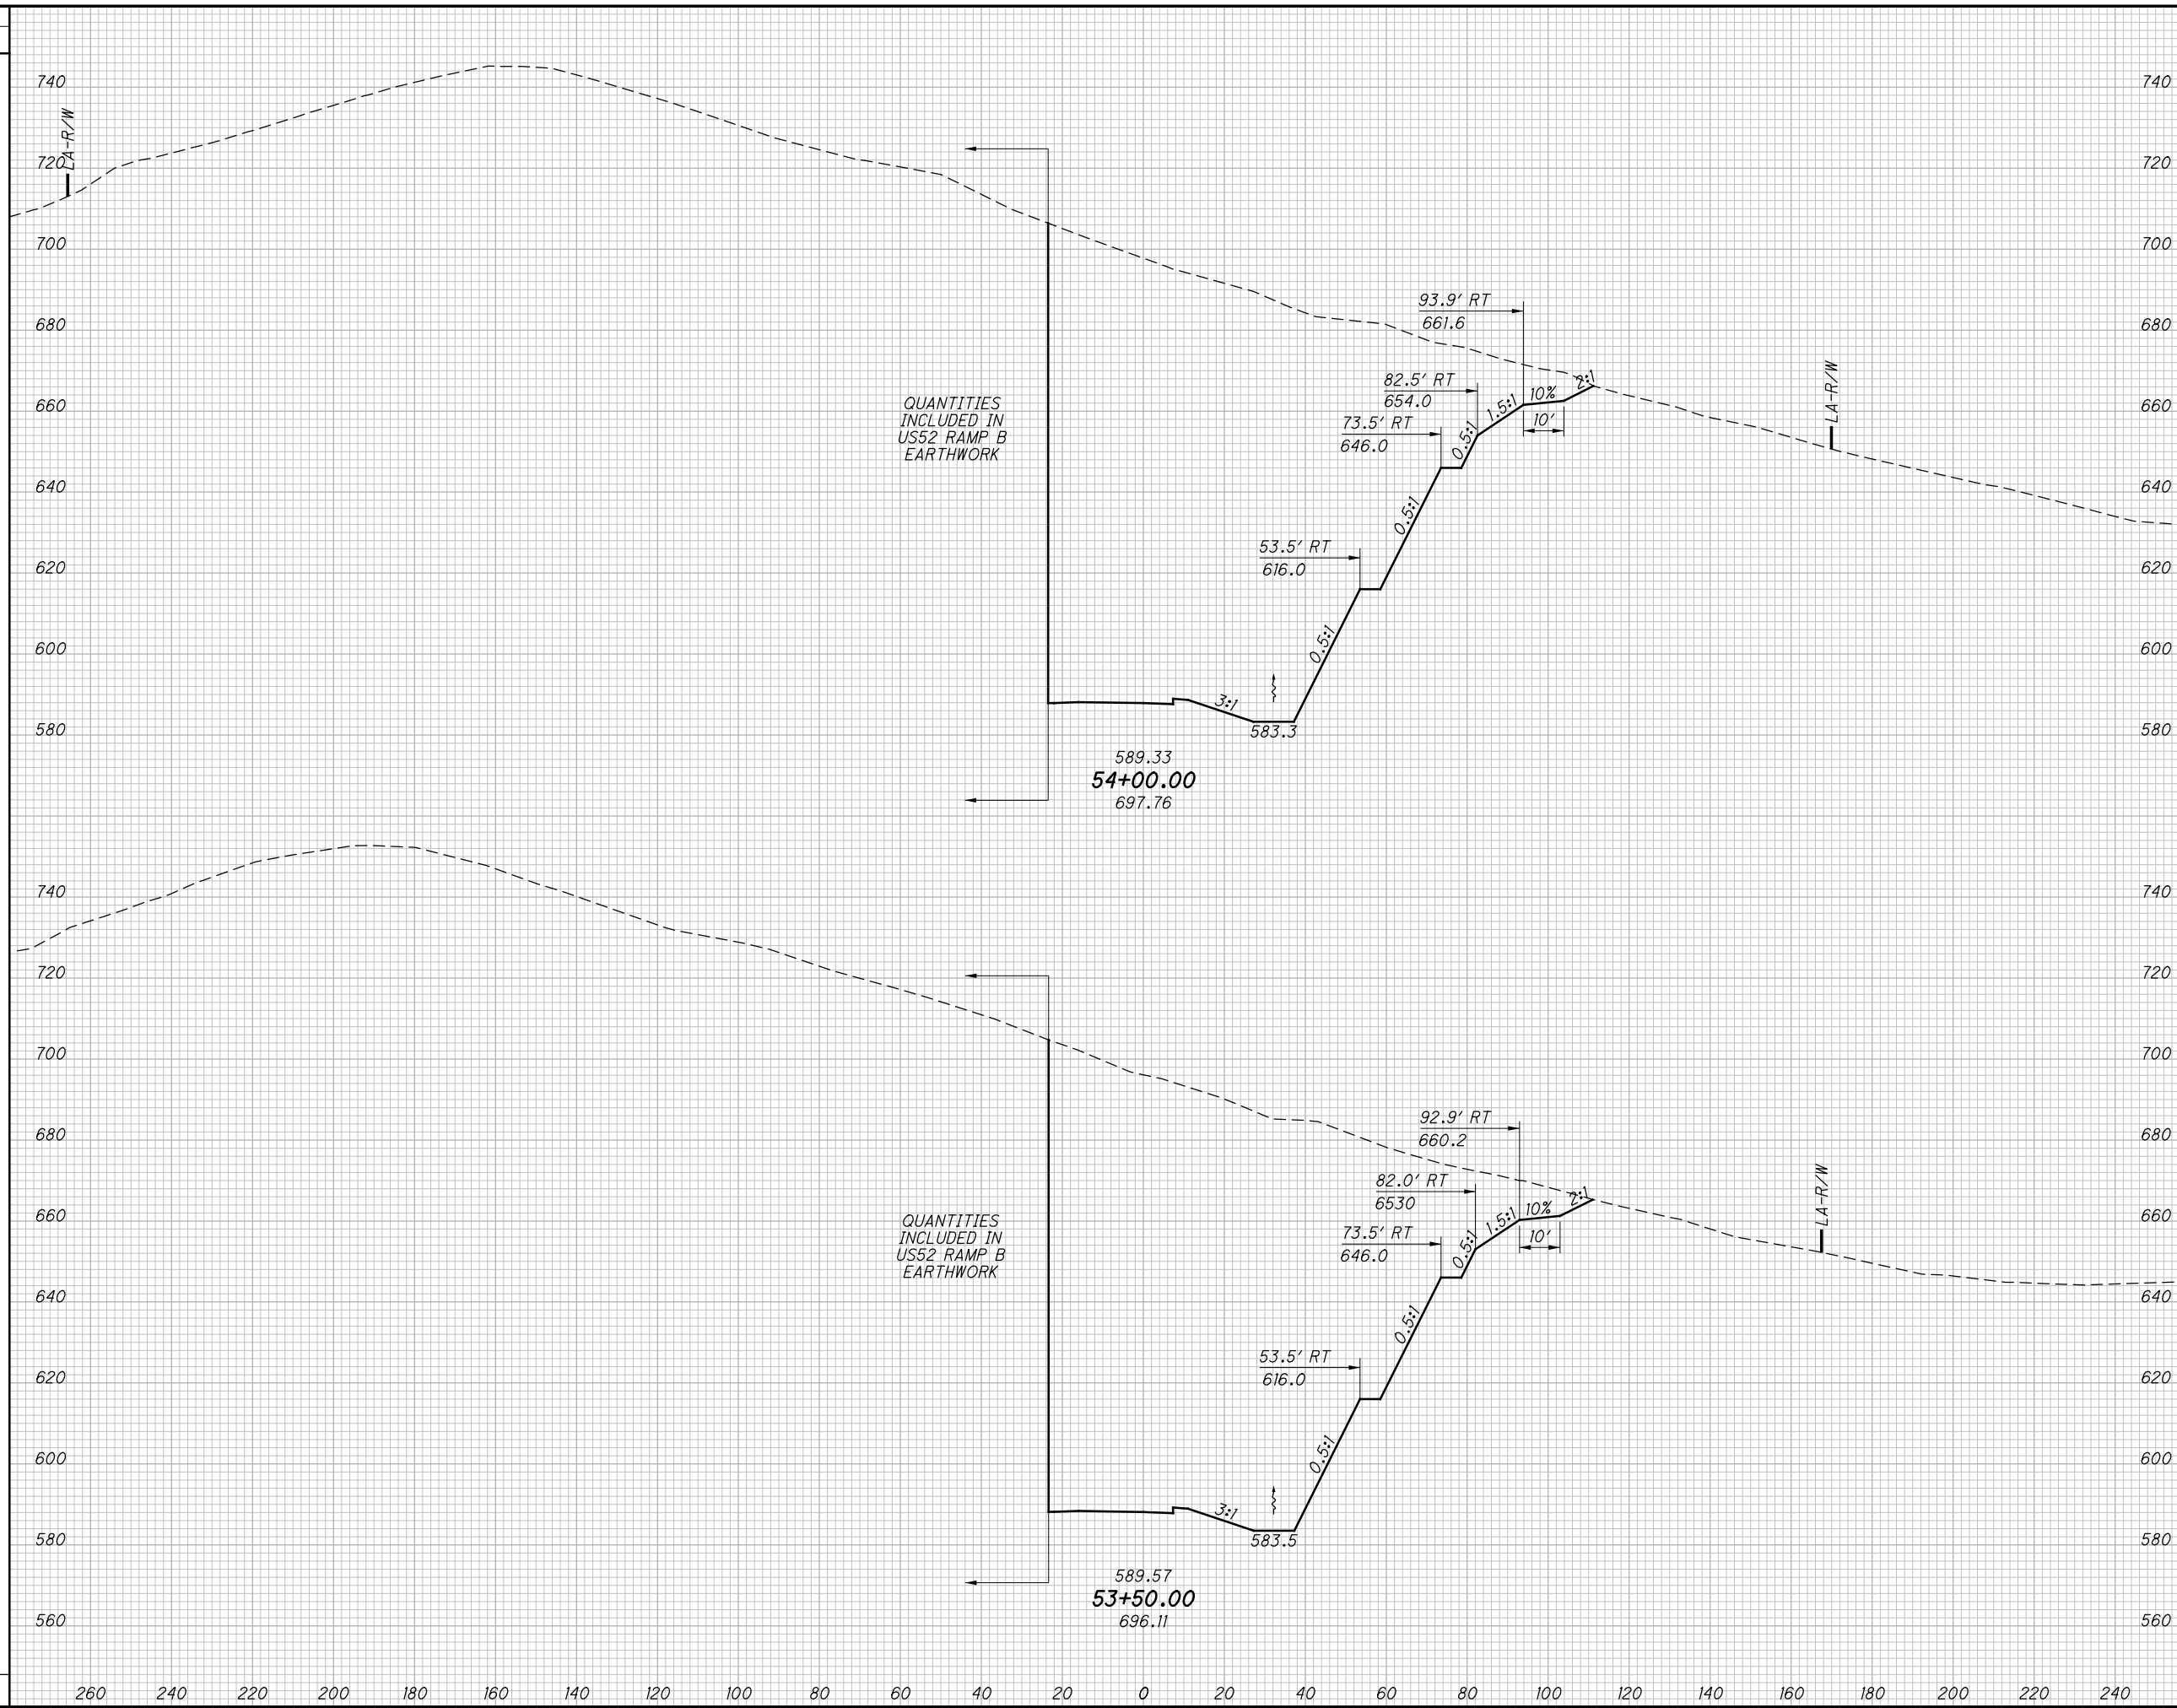 740 740
LA-R/W
720 720
700 700
93.9' RT
680 661.6 680
LA-R/W
82.5' RT 10% 2:1
QUANTITIES 654.0 1.5:1
660 660
INCLUDED IN 73.5' RT 10'
US52 RAMP B 646.0 0.5:1
EARTHWORK
640 640
0.5:1
53.5' RT
620 616.0 620
600 0.5:1 600
3:1
580 583.3 580
589.33
54+00.00
697.76
740 740
720 720
700 700
92.9' RT
680 660.2 680
LA-R/W
82.0' RT 2:1
6530 10%
660 1.5:1 660
QUANTITIES 73.5' RT 10'
INCLUDED IN 646.0 0.5:1
US52 RAMP B
EARTHWORK
640 640
0.5:1
53.5' RT
620 616.0 620
600 0.5:1 600
3:1
580 583.5 580
589.57
53+50.00
560 696.11 560
260 240 220 200 180 160 140 120 100 80 60 40 20 0 20 40 60 80 100 120 140 160 180 200 220 240